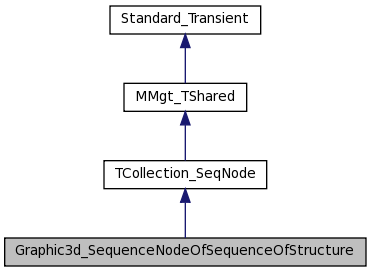 Standard_Transient
MMgt_TShared
TCollection_SeqNode
Graphic3d_SequenceNodeOfSequenceOfStructure